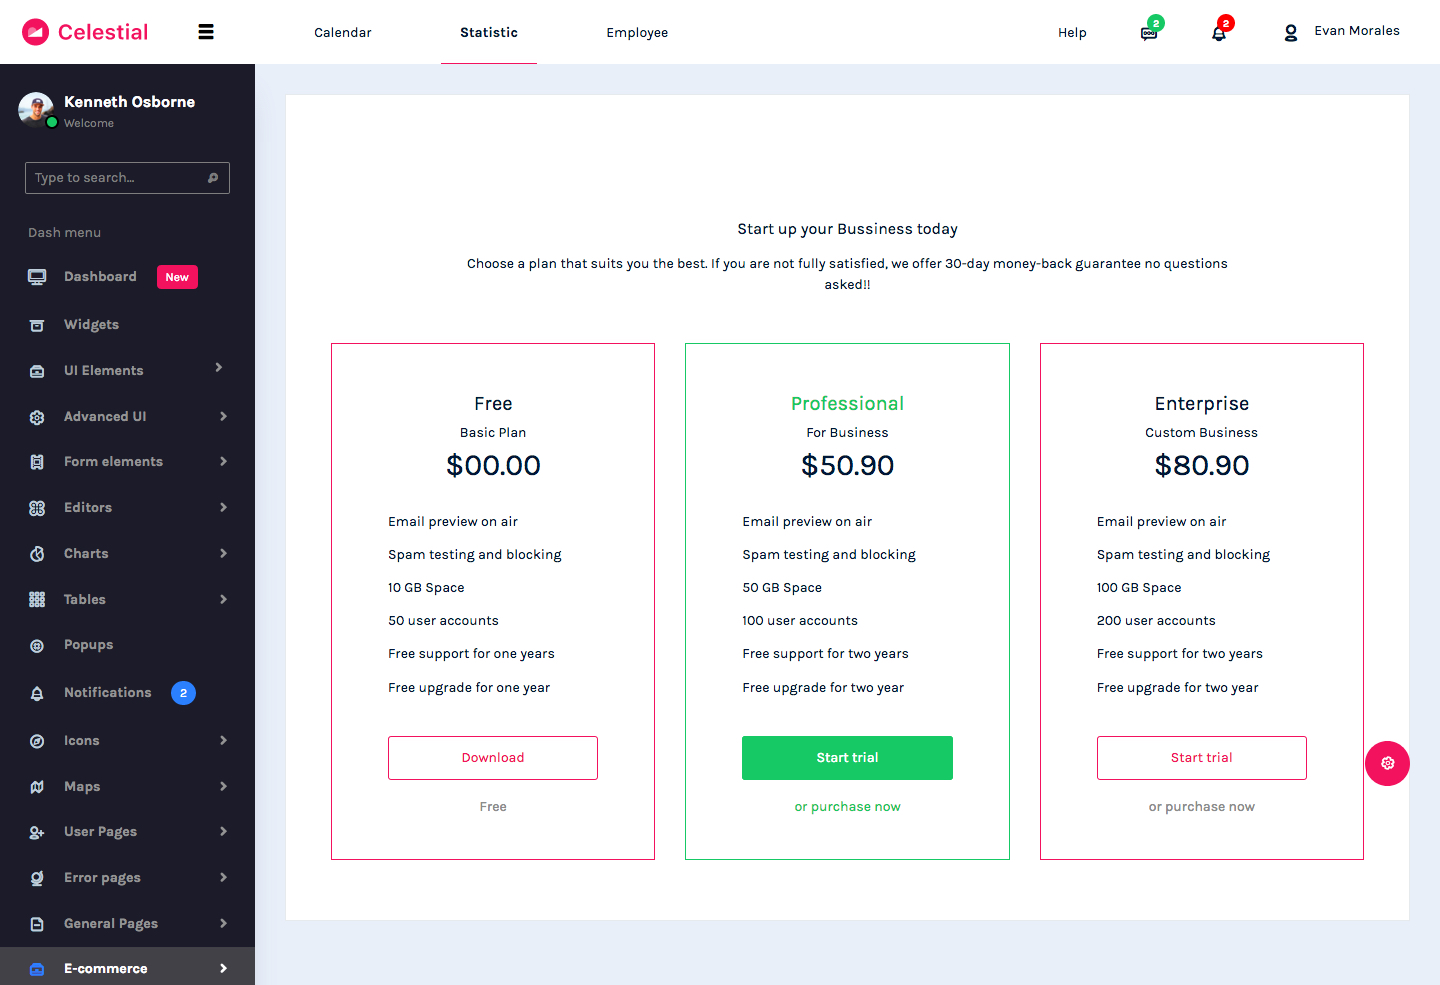 Celestial
Calendar
Statistic
Employee
Help
2
2
Evan Morales
Kenneth Osborne
Welcome
Type to search...
Dash menu
Dashboard New
Widgets
UI Elements
Advanced UI
Form elements
Editors
Charts
Tables
Popups
Notifications 2
Icons
Maps
User Pages
Error pages
General Pages
E-commerce
Start up your Bussiness today
Choose a plan that suits you the best. If you are not fully satisfied, we offer 30-day money-back guarantee no questions
asked!!
Free
Basic Plan
$00.00
Email preview on air
Spam testing and blocking
10 GB Space
50 user accounts
Free support for one years
Free upgrade for one year
Download
Free
Professional
For Business
$50.90
Email preview on air
Spam testing and blocking
50 GB Space
100 user accounts
Free support for two years
Free upgrade for two year
Start trial
or purchase now
Enterprise
Custom Business
$80.90
Email preview on air
Spam testing and blocking
100 GB Space
200 user accounts
Free support for two years
Free upgrade for two year
Start trial
or purchase now